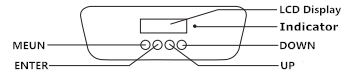 LCD Display
Indicator
MEUN
DOWN
ENTER
UP